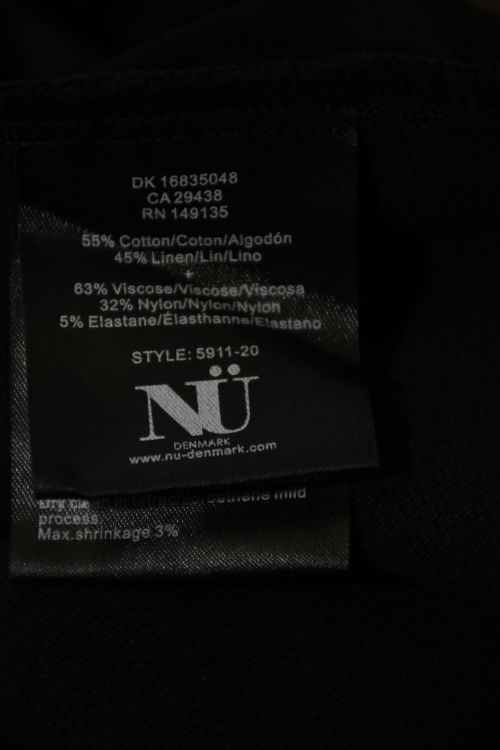 DK 16835048
CA 29438
RN 149135
55% Cotton/Coton/Algodón
45% Linen/Lin/Lino
+
63% Viscose/Viscose/Viscosa
32% Nylon/Nylon/Nylon
5% Elastane/Élasthanne/Elastano
STYLE: 5911-20
NÜ
DENMARK
www.nu-denmark.com
mild
process
Max.shrinkage 3%